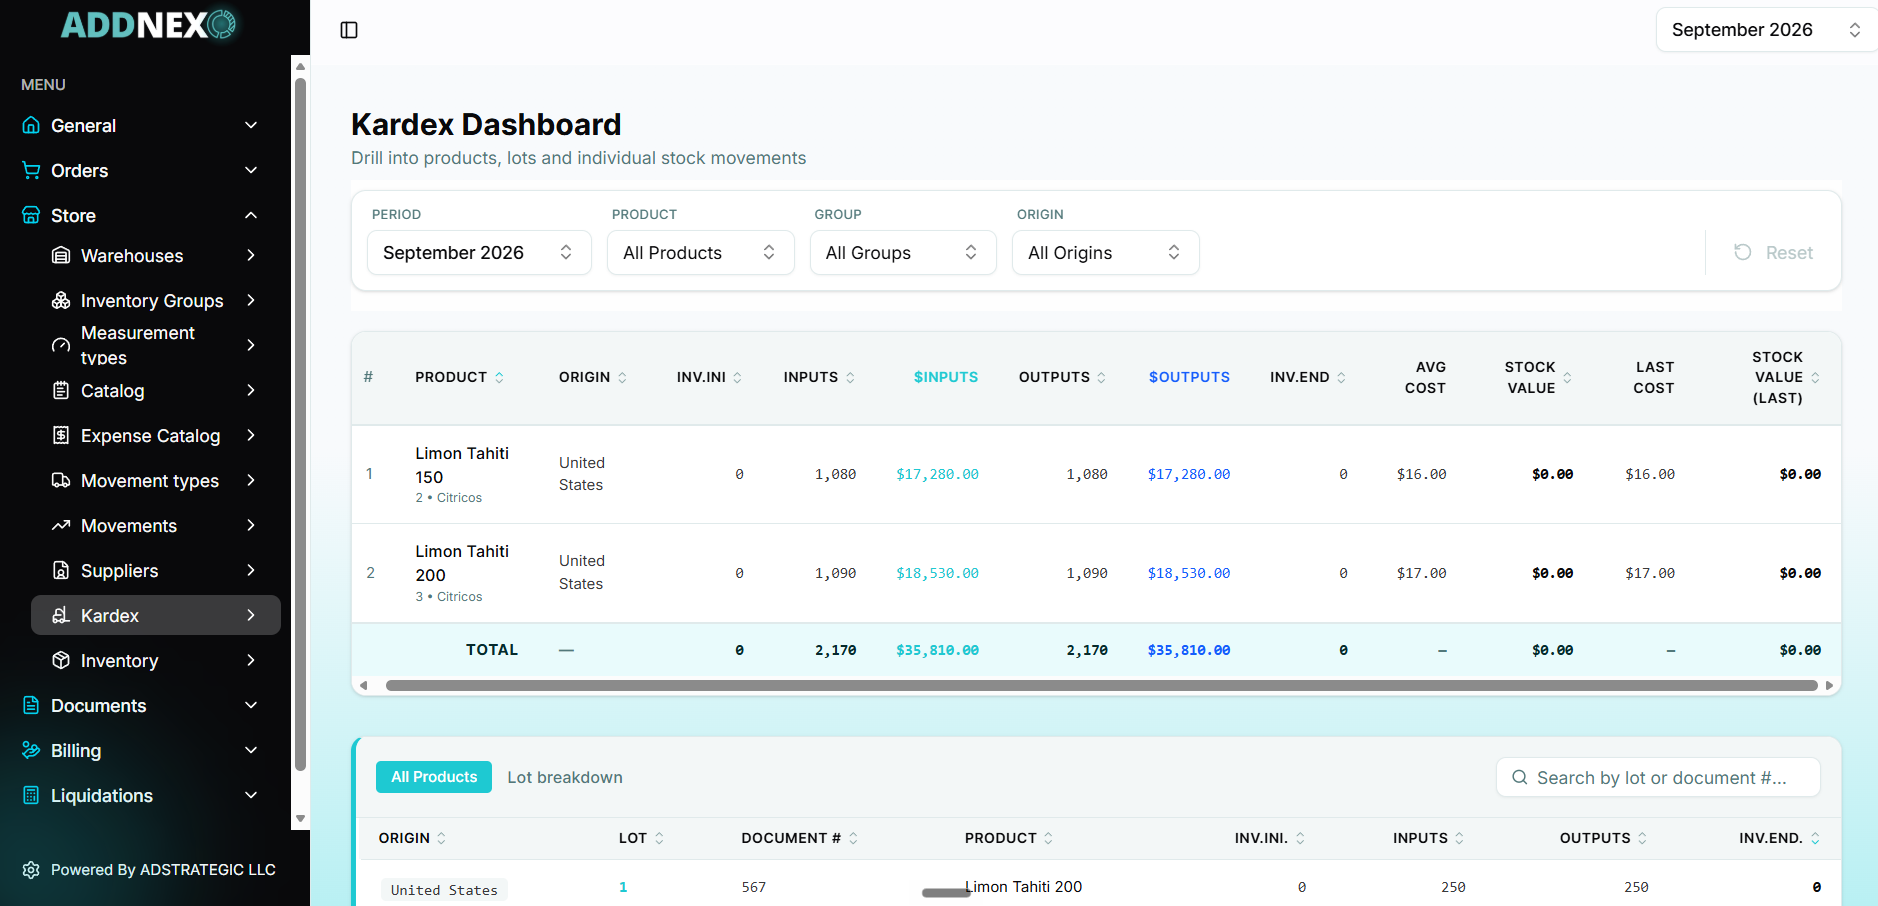 ADDNEXO
September 2026
MENU
General
Orders
Store
Warehouses
Inventory Groups
Measurement
types
Catalog
Expense Catalog
Movement types
Movements
Suppliers
Kardex
Inventory
Documents
Billing
Liquidations
Powered By ADSTRATEGIC LLC
Kardex Dashboard
Drill into products, lots and individual stock movements
PERIOD PRODUCT GROUP ORIGIN
September 2026 All Products All Groups All Origins Reset
# PRODUCT ORIGIN INV.INI INPUTS $INPUTS OUTPUTS $OUTPUTS INV.END AVG COST STOCK VALUE LAST COST STOCK VALUE (LAST)
1 Limon Tahiti 150 2 • Citricos United States 0 1,080 $17,280.00 1,080 $17,280.00 0 $16.00 $0.00 $16.00 $0.00
2 Limon Tahiti 200 3 • Citricos United States 0 1,090 $18,530.00 1,090 $18,530.00 0 $17.00 $0.00 $17.00 $0.00
TOTAL — 0 2,170 $35,810.00 2,170 $35,810.00 0 – $0.00 – $0.00
All Products Lot breakdown Search by lot or document #...
ORIGIN LOT DOCUMENT # PRODUCT INV.INI. INPUTS OUTPUTS INV.END.
United States 1 567 Limon Tahiti 200 0 250 250 0